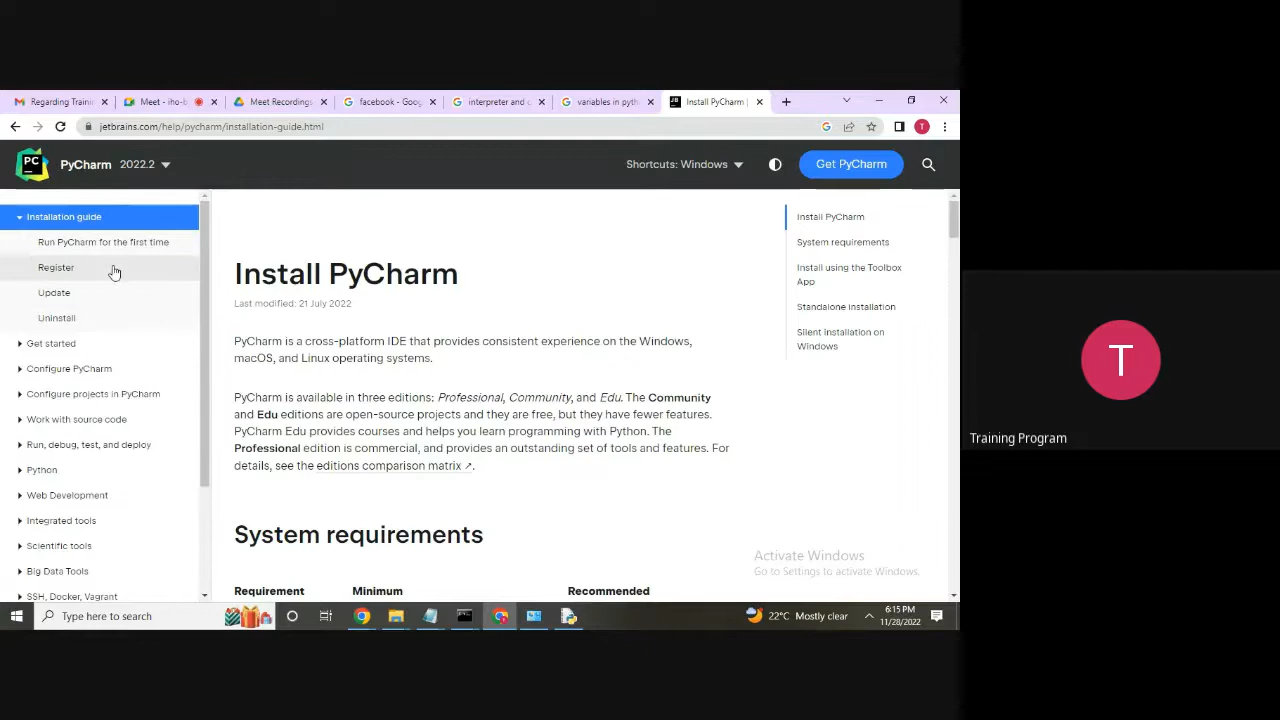 Regarding Traini
Meet - iho-b
Meet Recordings
facebook - Goog
interpreter and c
variables in pyth
Install PyCharm |
jetbrains.com/help/pycharm/installation-guide.html
T
PC
PyCharm 2022.2
Shortcuts: Windows
Get PyCharm
Installation guide
Run PyCharm for the first time
Register
Update
Uninstall
Get started
Configure PyCharm
Configure projects in PyCharm
Work with source code
Run, debug, test, and deploy
Python
Web Development
Integrated tools
Scientific tools
Big Data Tools
SSH, Docker, Vagrant
Install PyCharm
Last modified: 21 July 2022
PyCharm is a cross-platform IDE that provides consistent experience on the Windows,
macOS, and Linux operating systems.
PyCharm is available in three editions: Professional, Community, and Edu. The Community
and Edu editions are open-source projects and they are free, but they have fewer features.
PyCharm Edu provides courses and helps you learn programming with Python. The
Professional edition is commercial, and provides an outstanding set of tools and features. For
details, see the editions comparison matrix ↗.
System requirements
Requirement Minimum Recommended
Install PyCharm
System requirements
Install using the Toolbox
App
Standalone installation
Silent installation on
Windows
Activate Windows
Go to Settings to activate Windows.
Type here to search
22°C Mostly clear
6:15 PM
11/28/2022
T
Training Program